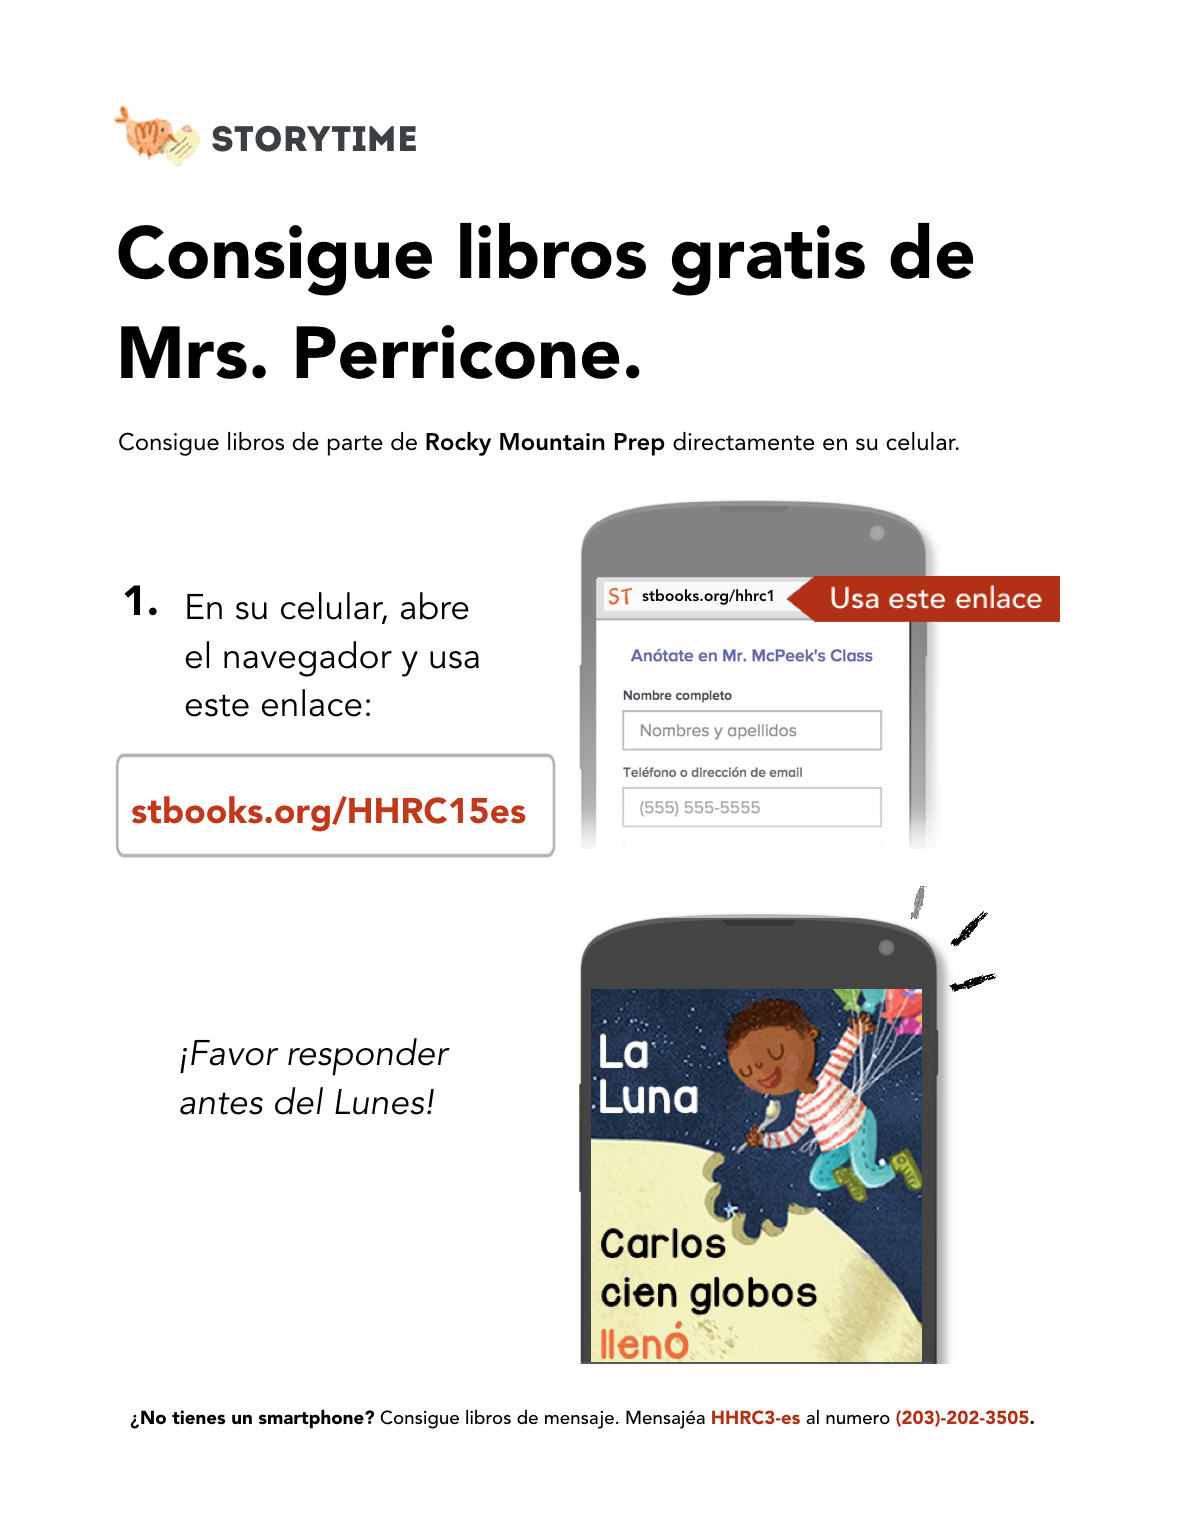 STORYTIME
Consigue libros gratis de
Mrs. Perricone.
Consigue libros de parte de Rocky Mountain Prep directamente en su celular.
1. En su celular, abre
el navegador y usa
este enlace:
stbooks.org/HHRC15es
ST stbooks.org/hhrc1
Usa este enlace
Anótate en Mr. McPeek's Class
Nombre completo
Nombres y apellidos
Teléfono o dirección de email
(555) 555-5555
¡Favor responder
antes del Lunes!
La
Luna
Carlos
cien globos
llenó
¿No tienes un smartphone? Consigue libros de mensaje. Mensajéa HHRC3-es al numero (203)-202-3505.